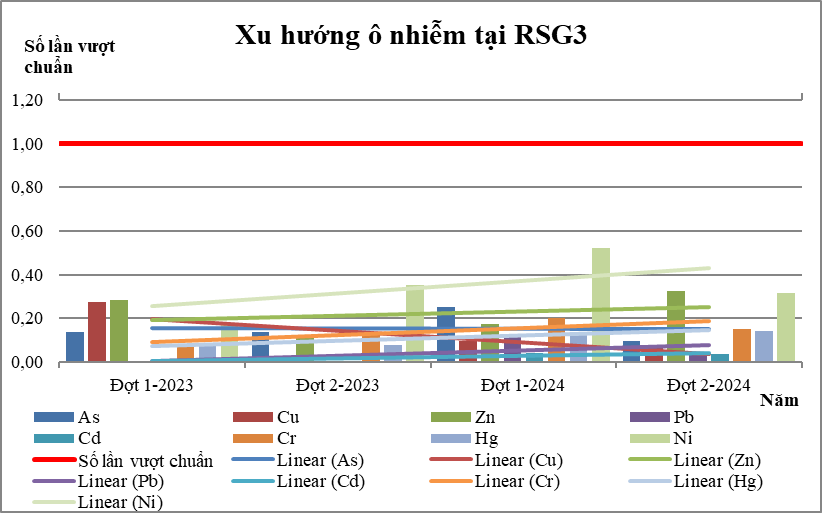 Xu hướng ô nhiễm tại RSG3
Số lần vượt
chuẩn
1,20
1,00
0,80
0,60
0,40
0,20
0,00
Đợt 1-2023 Đợt 2-2023 Đợt 1-2024 Đợt 2-2024
Năm
As Cu Zn Pb
Cd Cr Hg Ni
Số lần vượt chuẩn Linear (As) Linear (Cu) Linear (Zn)
Linear (Pb) Linear (Cd) Linear (Cr) Linear (Hg)
Linear (Ni)